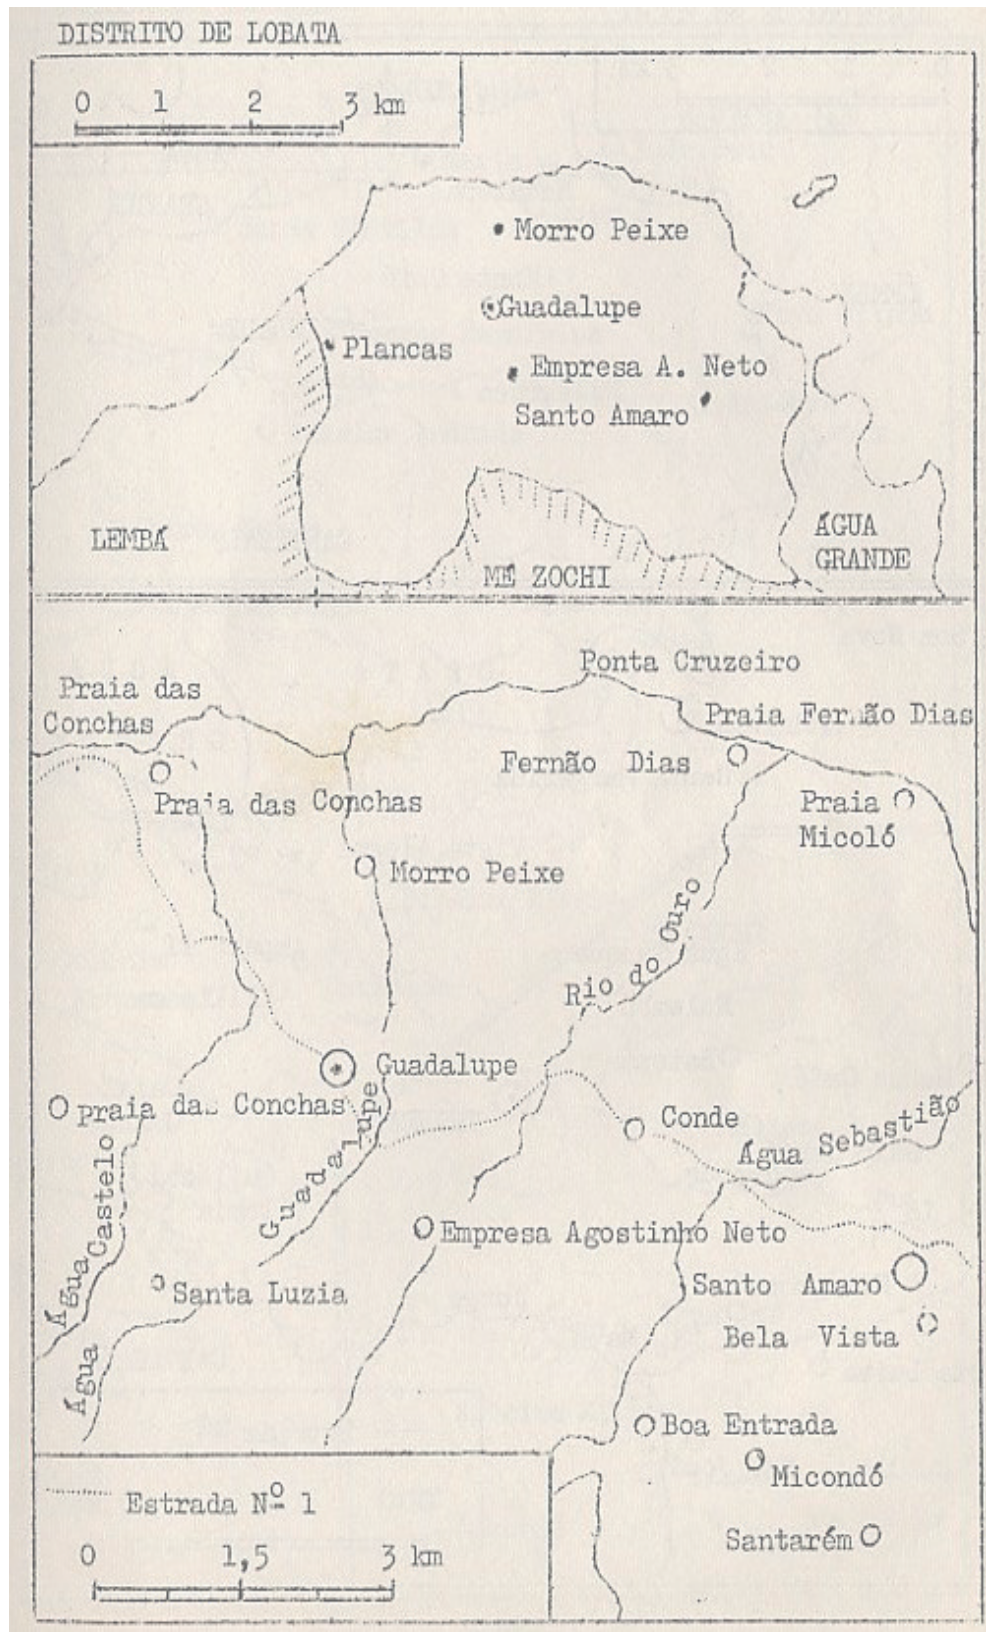 DISTRITO DE LOBATA
0 1 2 3 km
Morro Peixe
Guadalupe
Plancas
Empresa A. Neto
Santo Amaro
LEMBÁ
MÉ ZOCHI
ÁGUA
GRANDE
Ponta Cruzeiro
Praia das
Conchas
Praia Fernão Dias
Fernão Dias
Praia das Conchas
Praia
Micoló
Morro Peixe
Rio do Ouro
Guadalupe
praia das Conchas
Conde
Água Sebastião
Água Castelo
Água Guadalupe
Empresa Agostinho Neto
Santa Luzia
Santo Amaro
Bela Vista
Boa Entrada
Micondó
Santarém
Estrada Nº 1
0 1,5 3 km